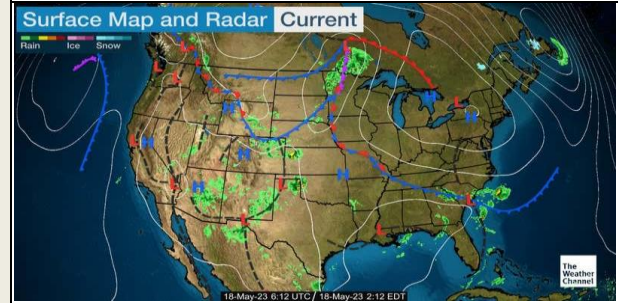 Surface Map and Radar Current
Rain Ice Snow
L
L
L
H
H
L
H
L
H
H
L
H
H
L
L
L
L
L
The
Weather
Channel
18-May-23 6:12 UTC / 18-May-23 2:12 EDT